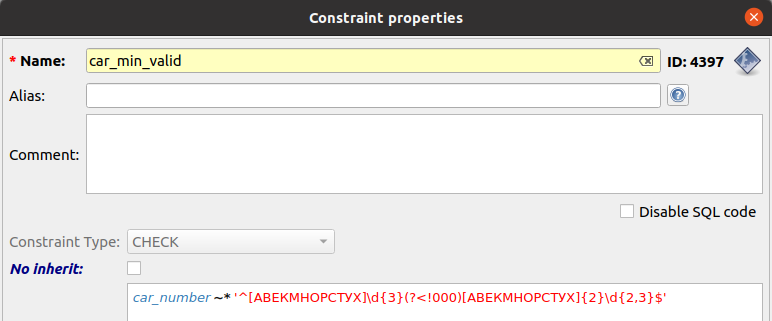 Constraint properties
* Name: car_min_valid ID: 4397
Alias:
Comment:
Disable SQL code
Constraint Type: CHECK
No inherit:
car_number ~* '^[АВЕКМНОРСТУХ]\d{3}(?<!000)[АВЕКМНОРСТУХ]{2}\d{2,3}$'